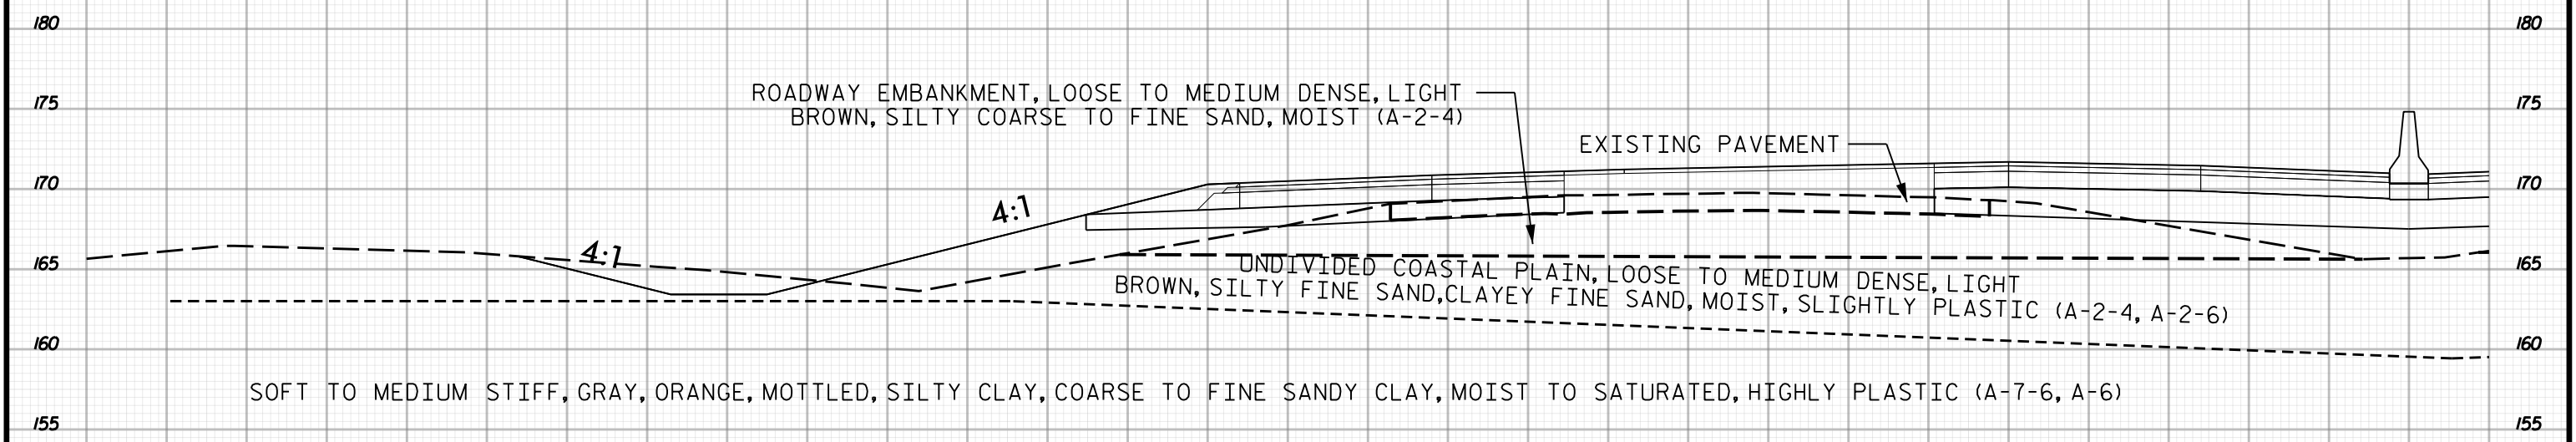 180 180
175 175
ROADWAY EMBANKMENT, LOOSE TO MEDIUM DENSE, LIGHT
BROWN, SILTY COARSE TO FINE SAND, MOIST (A-2-4)
EXISTING PAVEMENT
170 170
4:1
4:1
165 165
UNDIVIDED COASTAL PLAIN, LOOSE TO MEDIUM DENSE, LIGHT
BROWN, SILTY FINE SAND, CLAYEY FINE SAND, MOIST, SLIGHTLY PLASTIC (A-2-4, A-2-6)
160 160
SOFT TO MEDIUM STIFF, GRAY, ORANGE, MOTTLED, SILTY CLAY, COARSE TO FINE SANDY CLAY, MOIST TO SATURATED, HIGHLY PLASTIC (A-7-6, A-6)
155 155